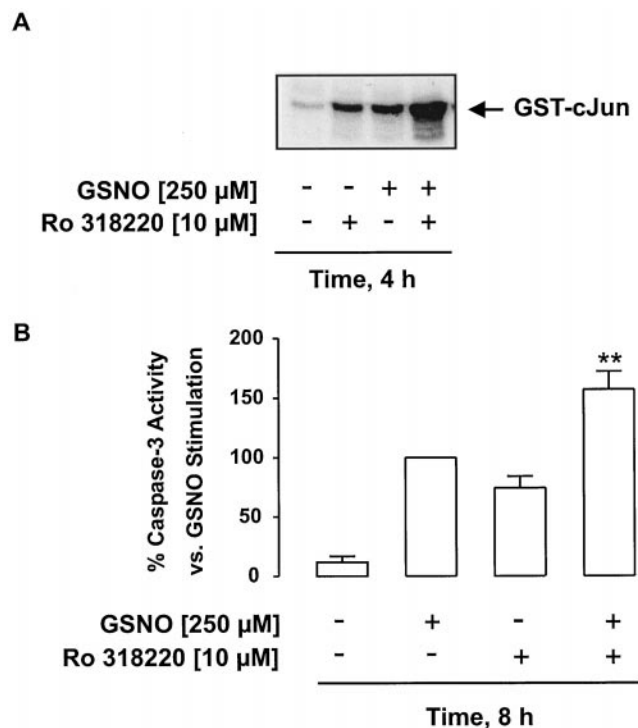 A
GST-cJun
GSNO [250 μM] - - + +
Ro 318220 [10 μM] - + - +
Time, 4 h
B
% Caspase-3 Activity
vs. GSNO Stimulation
200
150
100
50
0
**
GSNO [250 μM] - + - +
Ro 318220 [10 μM] - - + +
Time, 8 h